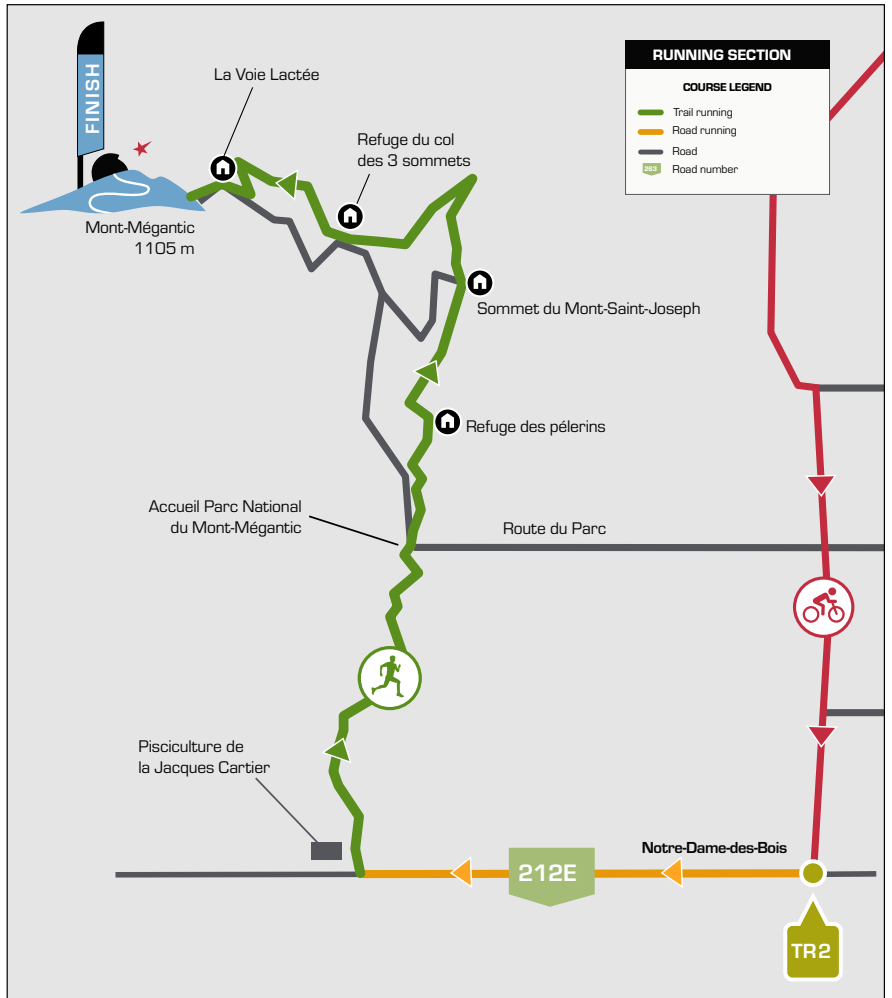 FINISH
La Voie Lactée
Refuge du col
des 3 sommets
Mont-Mégantic
1105 m
RUNNING SECTION
COURSE LEGEND
Trail running
Road running
Road
263
Road number
Sommet du Mont-Saint-Joseph
Refuge des pélerins
Accueil Parc National
du Mont-Mégantic
Route du Parc
Pisciculture de
la Jacques Cartier
Notre-Dame-des-Bois
212E
TR2